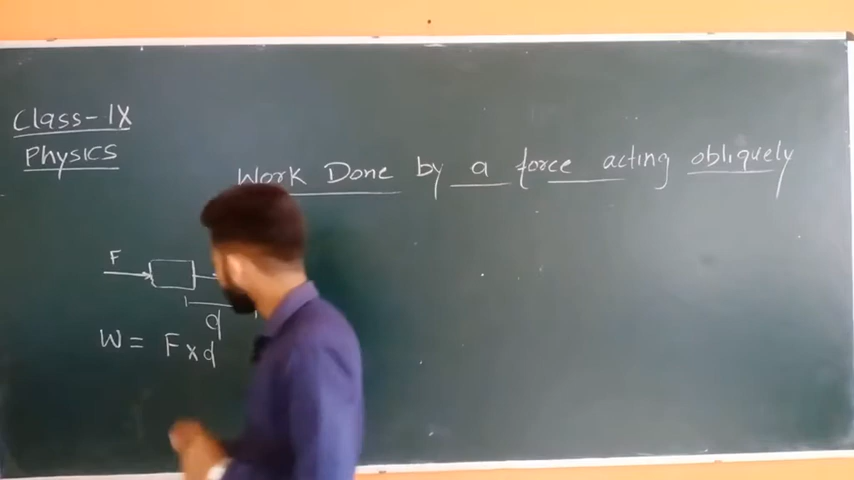 Class-IX
Physics
Work Done by a force acting obliquely
F
d
W = F x d